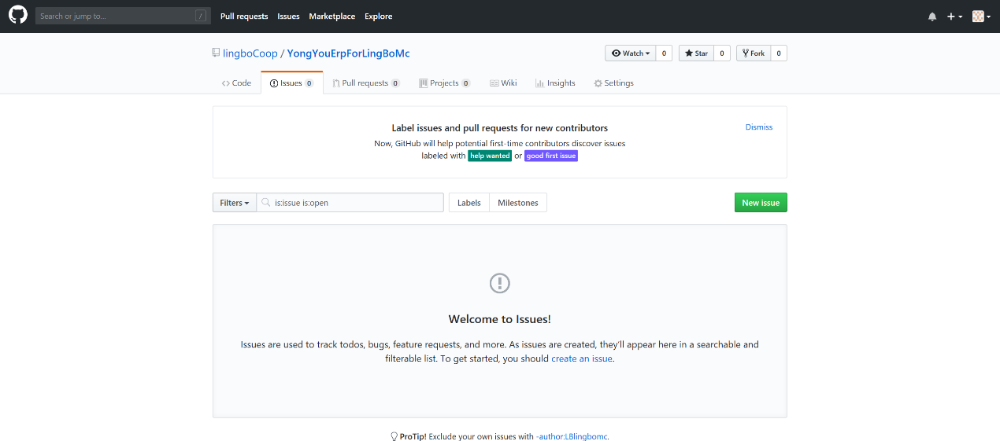 Search or jump to... / Pull requests Issues Marketplace Explore
lingboCoop / YongYouErpForLingBoMc Watch 0 Star 0 Fork 0
Code Issues 0 Pull requests 0 Projects 0 Wiki Insights Settings
Label issues and pull requests for new contributors Dismiss
Now, GitHub will help potential first-time contributors discover issues
labeled with help wanted or good first issue
Filters is:issue is:open Labels Milestones New issue
Welcome to Issues!
Issues are used to track todos, bugs, feature requests, and more. As issues are created, they’ll appear here in a searchable and
filterable list. To get started, you should create an issue.
ProTip! Exclude your own issues with -author:LBlingbomc.